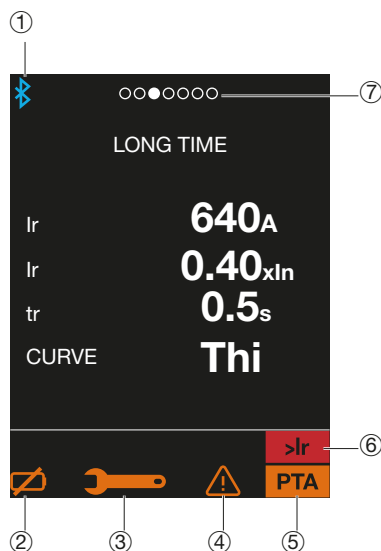 ①
⑦
LONG TIME
Ir 640A
Ir 0.40xIn
tr 0.5s
CURVE Thi
>Ir
⑥
PTA
② ③ ④ ⑤